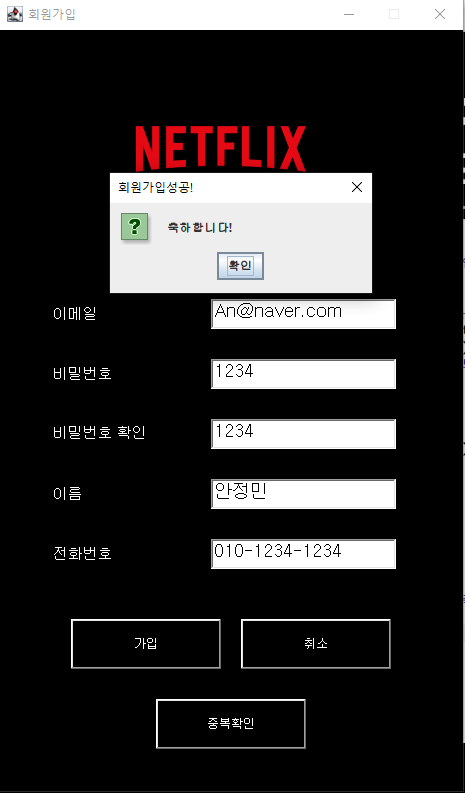 회원가입
NETFLIX
회원가입성공!
?
축하합니다!
확인
이메일 An@naver.com
비밀번호 1234
비밀번호 확인 1234
이름 안정민
전화번호 010-1234-1234
가입 취소
중복확인